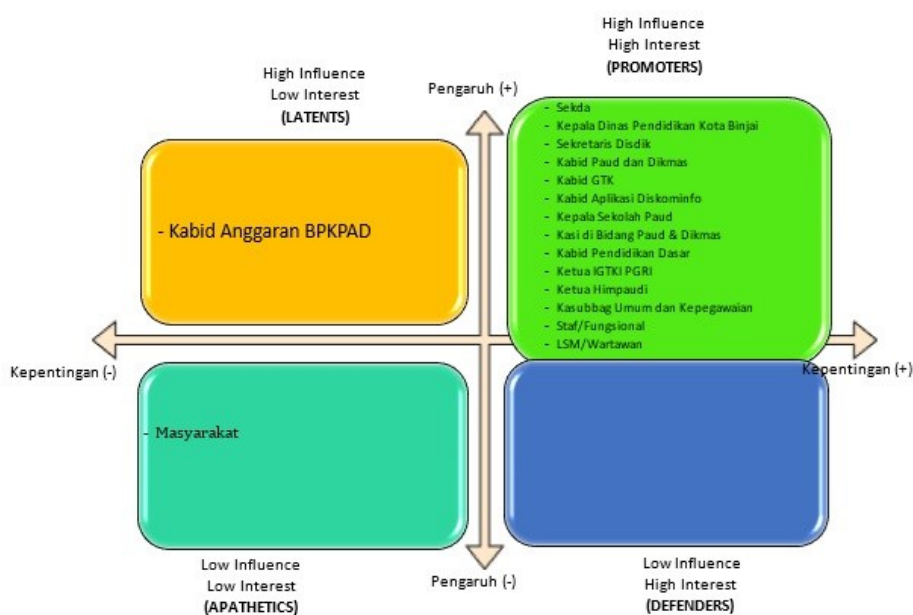 High Influence
High Interest
(PROMOTERS)
High Influence
Low Interest
(LATENTS)
Pengaruh (+)
- Sekda
- Kepala Dinas Pendidikan Kota Binjai
- Sekretaris Disdik
- Kabid Paud dan Dikmas
- Kabid GTK
- Kabid Aplikasi Diskominfo
- Kepala Sekolah Paud
- Kasi di Bidang Paud & Dikmas
- Kabid Pendidikan Dasar
- Ketua IGTKI PGRI
- Ketua Himpaudi
- Kasubbag Umum dan Kepegawaian
- Staf/Fungsional
- LSM/Wartawan
- Kabid Anggaran BPKPAD
Kepentingan (-)
Kepentingan (+)
- Masyarakat
Low Influence
Low Interest
(APATHETICS)
Pengaruh (-)
Low Influence
High Interest
(DEFENDERS)